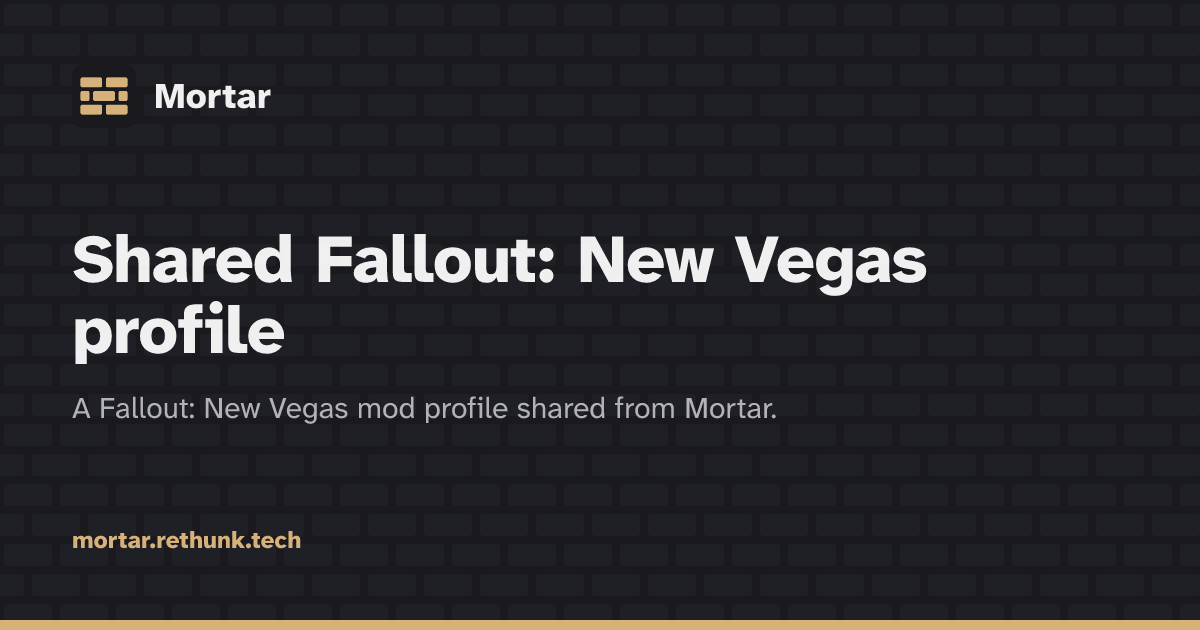 Mortar
Shared Fallout: New Vegas
profile
A Fallout: New Vegas mod profile shared from Mortar.
mortar.rethunk.tech